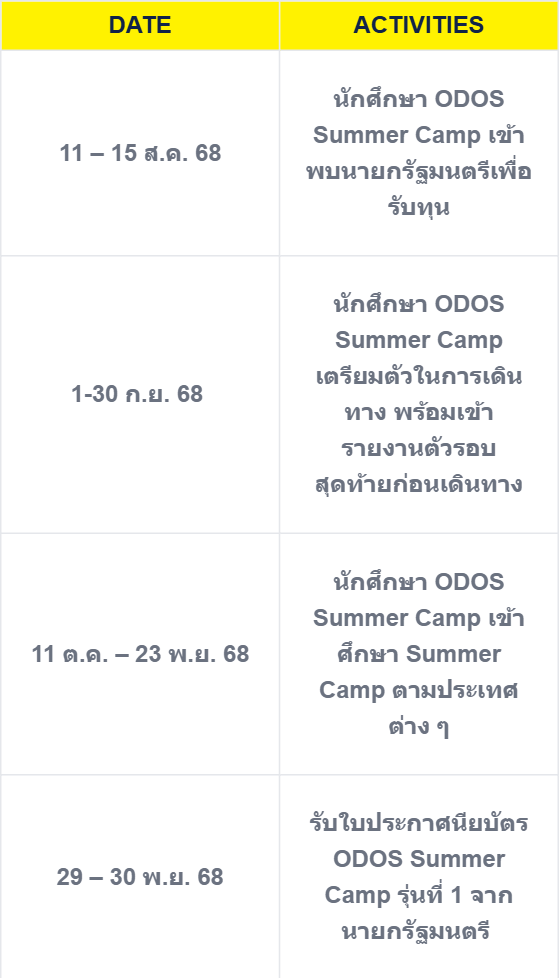 DATE
ACTIVITIES
11 – 15 ส.ค. 68
นักศึกษา ODOS
Summer Camp เข้า
พบนายกรัฐมนตรีเพื่อ
รับทุน
1-30 ก.ย. 68
นักศึกษา ODOS
Summer Camp
เตรียมตัวในการเดิน
ทาง พร้อมเข้า
รายงานตัวรอบ
สุดท้ายก่อนเดินทาง
11 ต.ค. – 23 พ.ย. 68
นักศึกษา ODOS
Summer Camp เข้า
ศึกษา Summer
Camp ตามประเทศ
ต่าง ๆ
29 – 30 พ.ย. 68
รับใบประกาศนียบัตร
ODOS Summer
Camp รุ่นที่ 1 จาก
นายกรัฐมนตรี